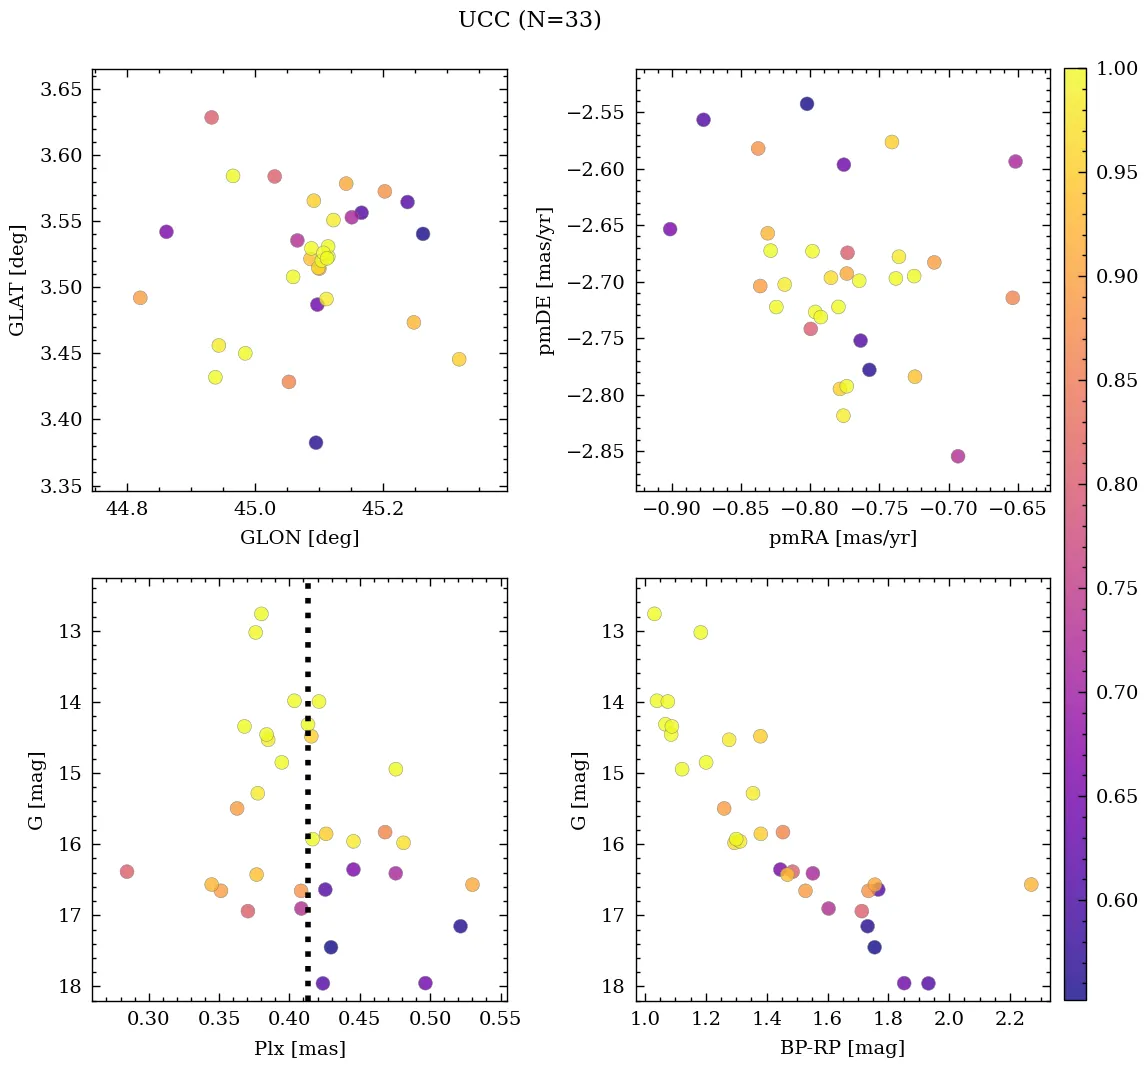 UCC (N=33)
3.65
3.60
3.55
3.50
3.45
3.40
3.35
GLAT [deg]
44.8 45.0 45.2
GLON [deg]
−2.55
−2.60
−2.65
−2.70
−2.75
−2.80
−2.85
pmDE [mas/yr]
−0.90 −0.85 −0.80 −0.75 −0.70 −0.65
pmRA [mas/yr]
1.00
0.95
0.90
0.85
0.80
0.75
0.70
0.65
0.60
13
14
15
16
17
18
G [mag]
0.30 0.35 0.40 0.45 0.50 0.55
Plx [mas]
13
14
15
16
17
18
G [mag]
1.0 1.2 1.4 1.6 1.8 2.0 2.2
BP-RP [mag]